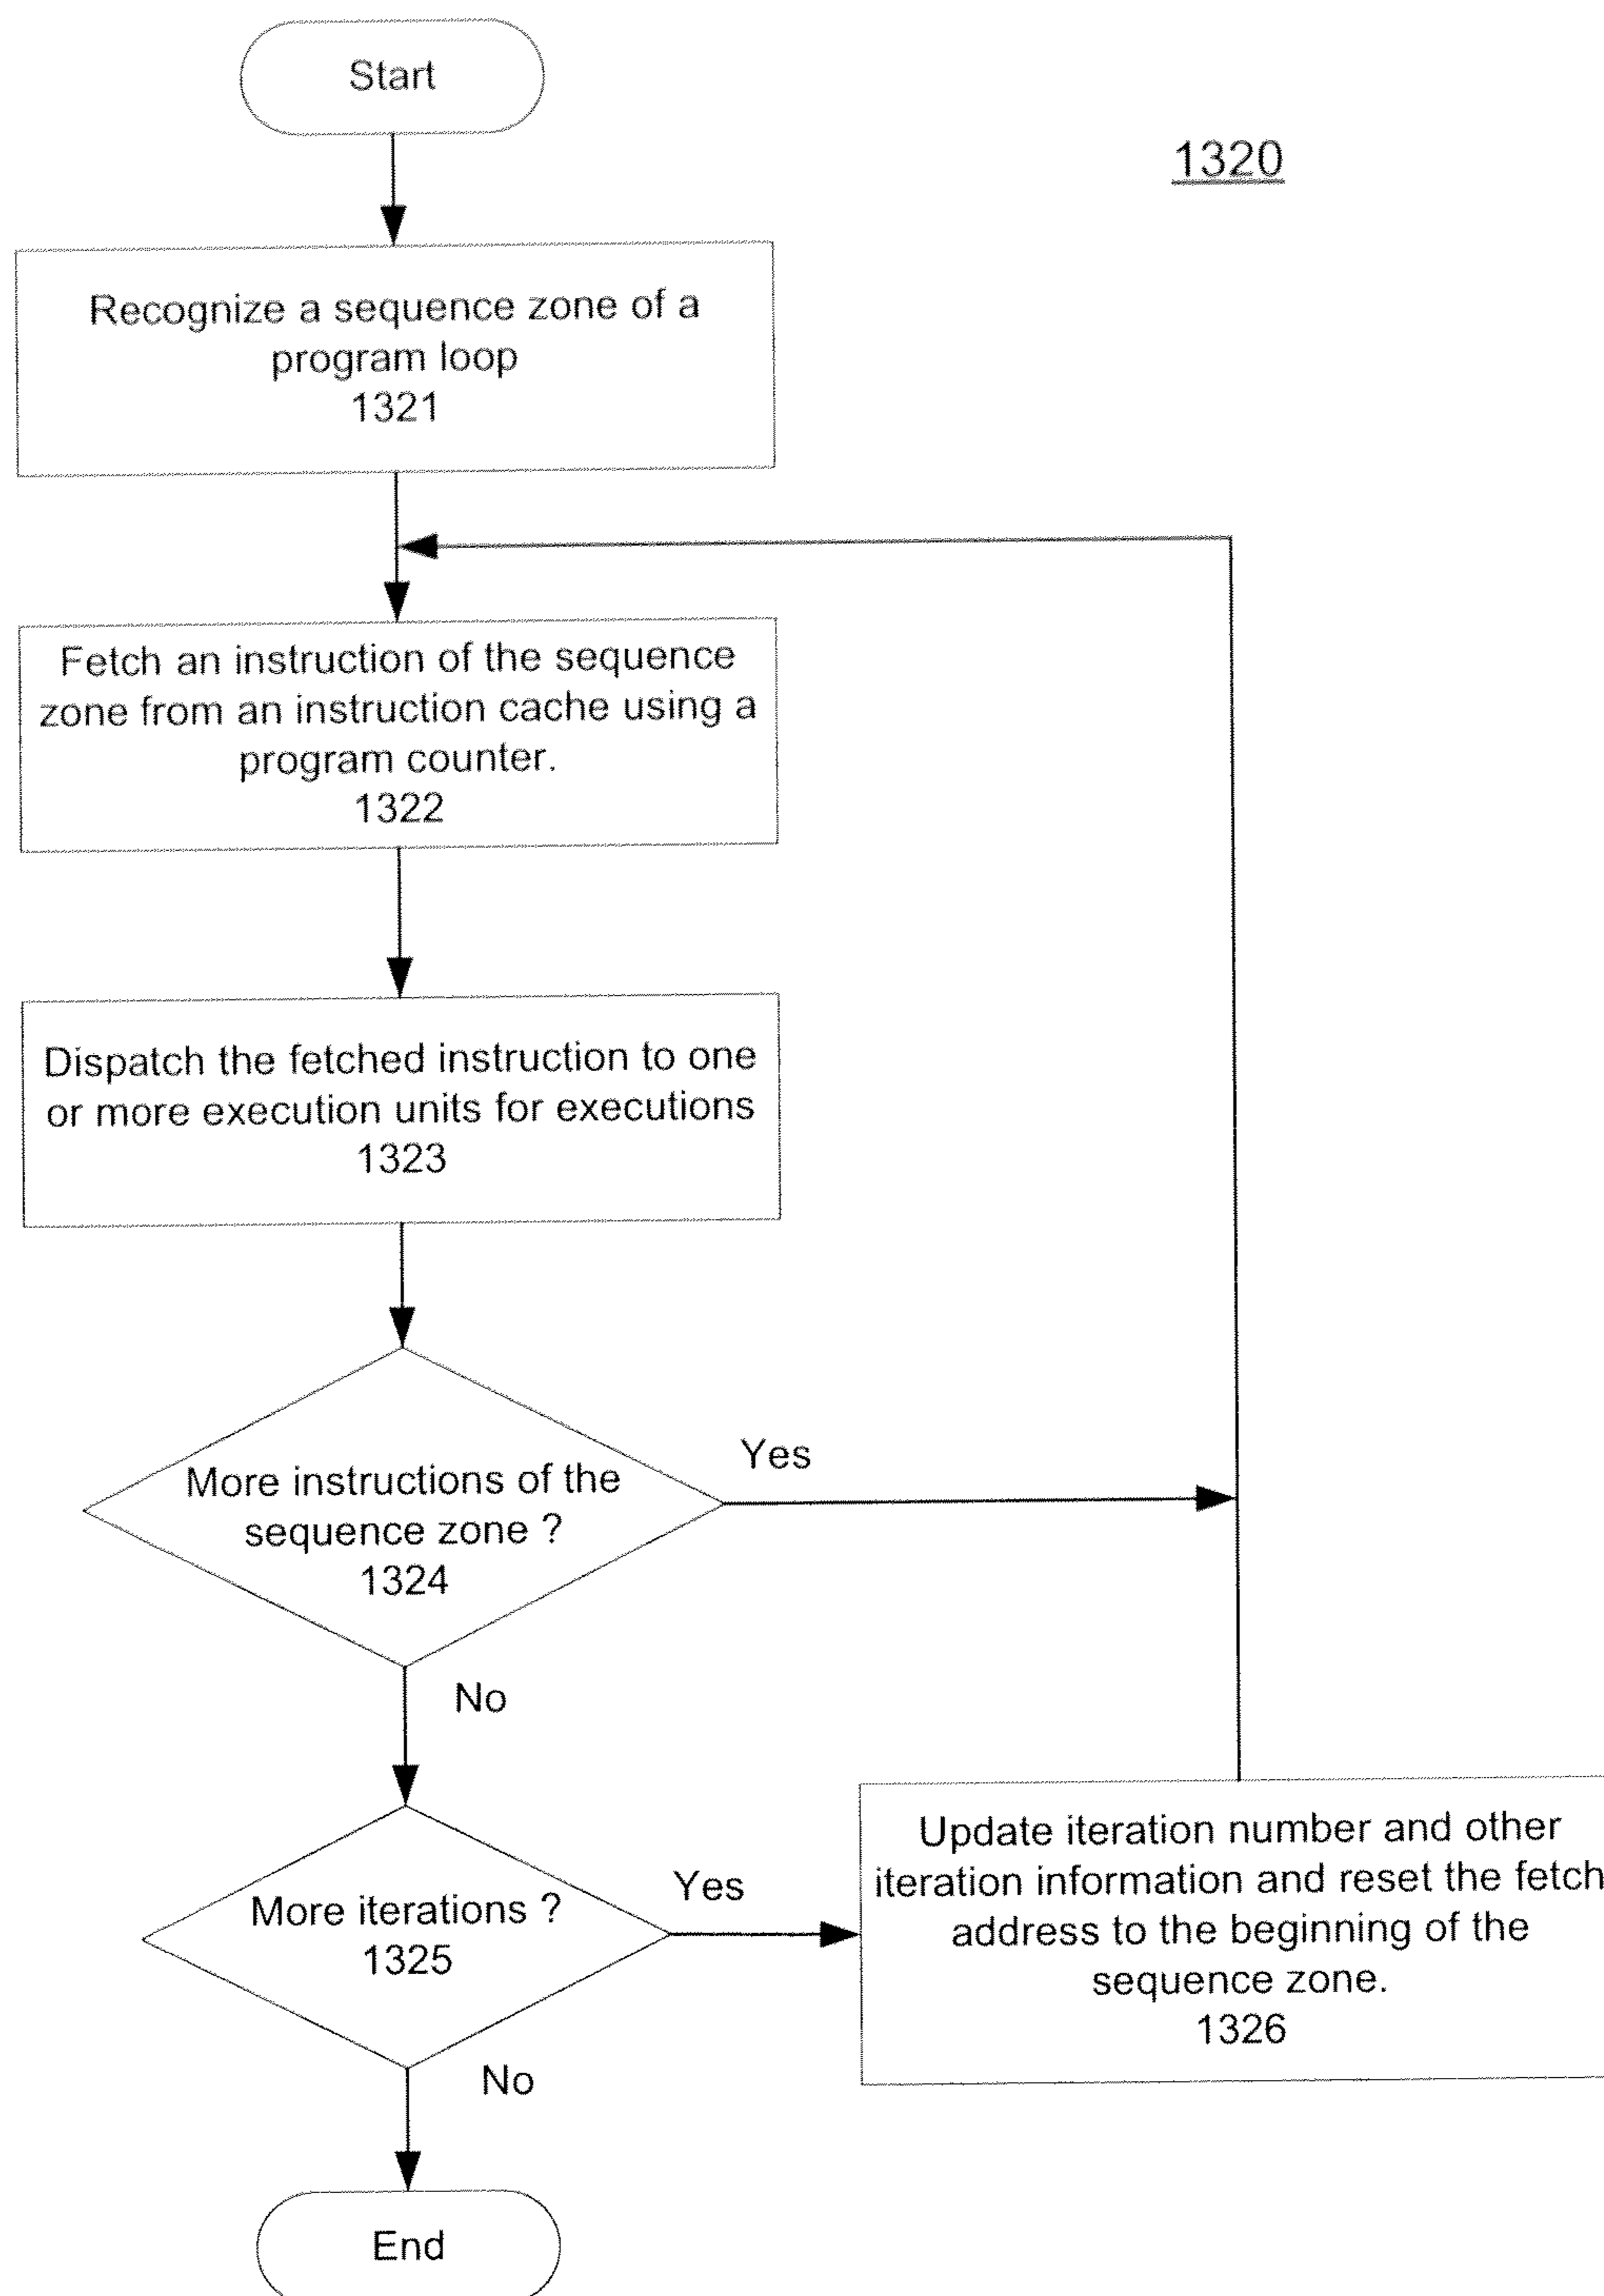 Start
1320
Recognize a sequence zone of a
program loop
1321
Fetch an instruction of the sequence
zone from an instruction cache using a
program counter.
1322
Dispatch the fetched instruction to one
or more execution units for executions
1323
More instructions of the
sequence zone ?
1324
Yes
No
More iterations ?
1325
Yes
Update iteration number and other
iteration information and reset the fetch
address to the beginning of the
sequence zone.
1326
No
End